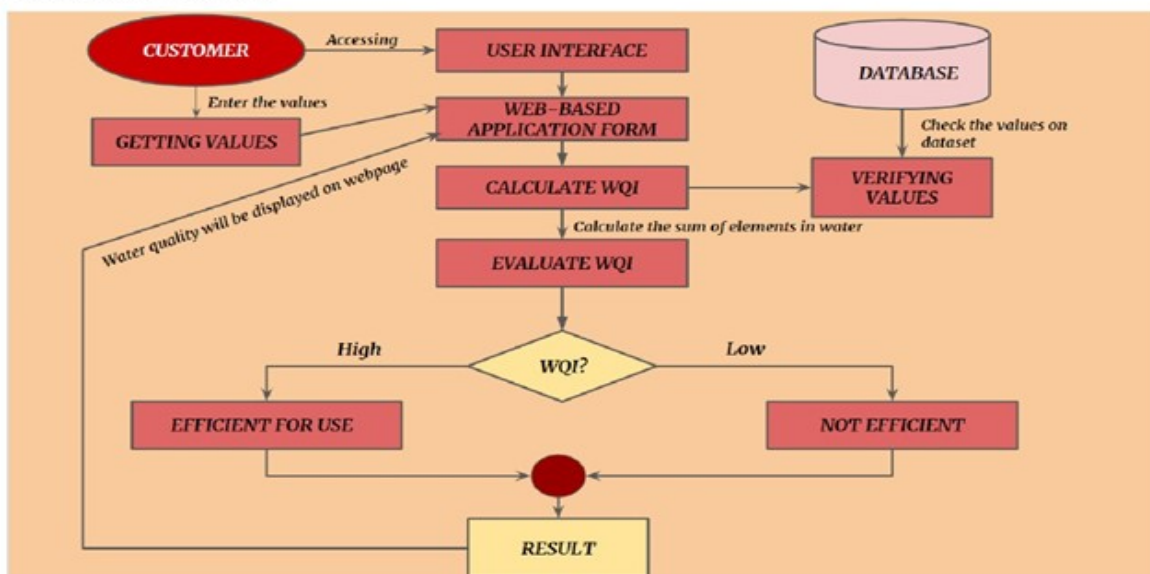 CUSTOMER
Accessing
USER INTERFACE
DATABASE
Enter the values
GETTING VALUES
WEB-BASED
APPLICATION FORM
Check the values on
dataset
Water quality will be displayed on webpage
CALCULATE WQI
VERIFYING
VALUES
Calculate the sum of elements in water
EVALUATE WQI
High
WQI?
Low
EFFICIENT FOR USE
NOT EFFICIENT
RESULT